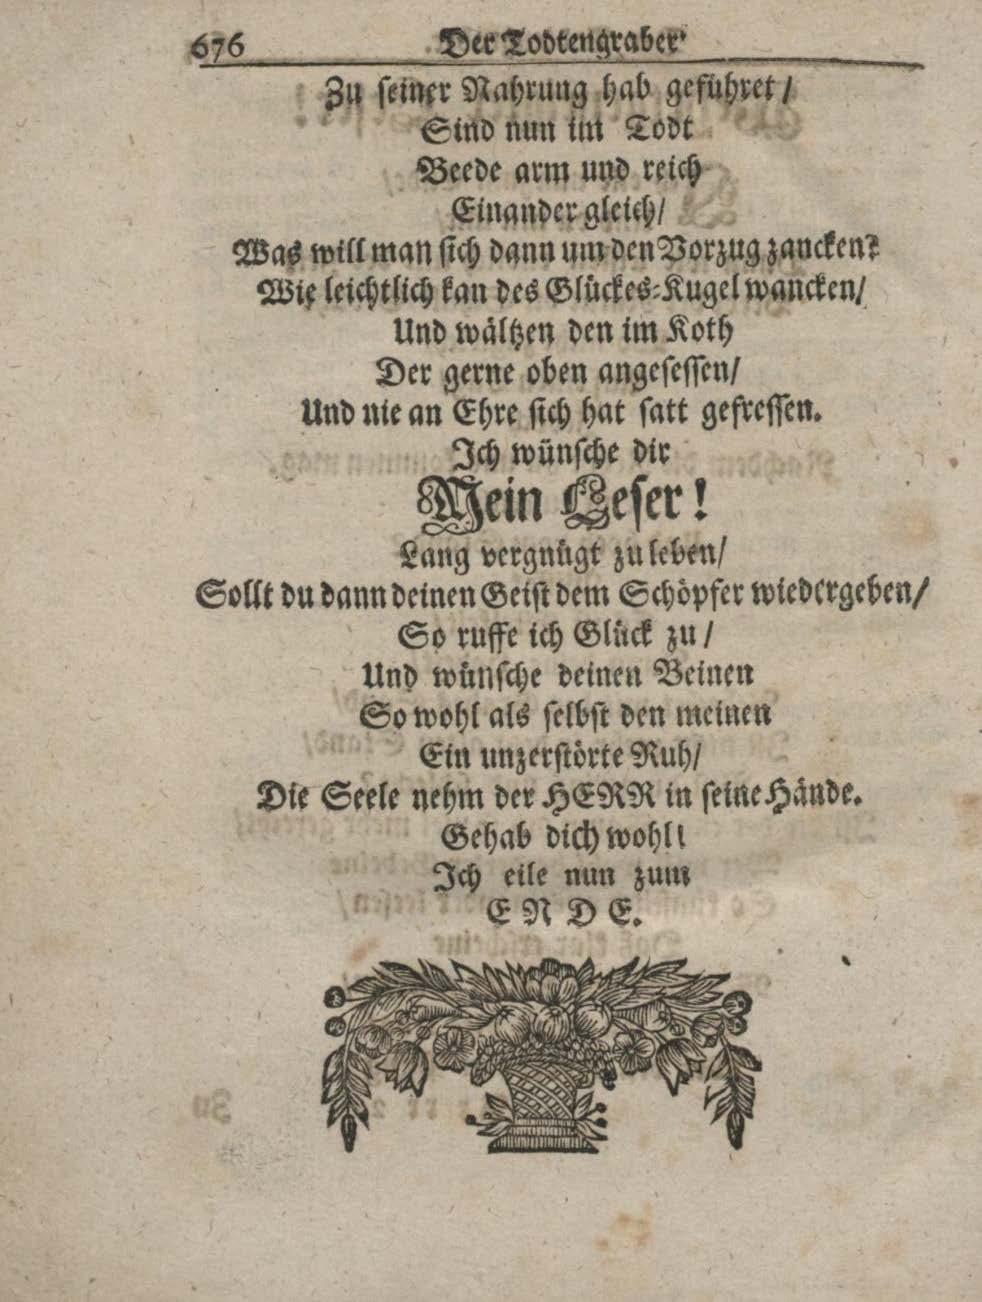 676 Der Todtengraber
Zu seiner Nahrung hab geführet /
Sind nun im Todt
Beede arm und reich
Einander gleich/
Was will man sich dann um den Vorzug zancken?
Wie leichtlich kan des Glückes-Kugel wancken/
Und wältzen den im Koth
Der gerne oben angesessen/
Und nie an Ehre sich hat satt gefressen.
Ich wünsche dir
Mein Leser!
Lang vergnügt zu leben/
Sollt du dann deinen Geist dem Schöpfer wiedergeben/
So ruffe ich Glück zu /
Und wünsche deinen Beinen
So wohl als selbst den meinen
Ein unzerstörte Ruh/
Die Seele nehm der HERR in seine Hände.
Gehab dich wohl!
Ich eile nun zum
E N D E.